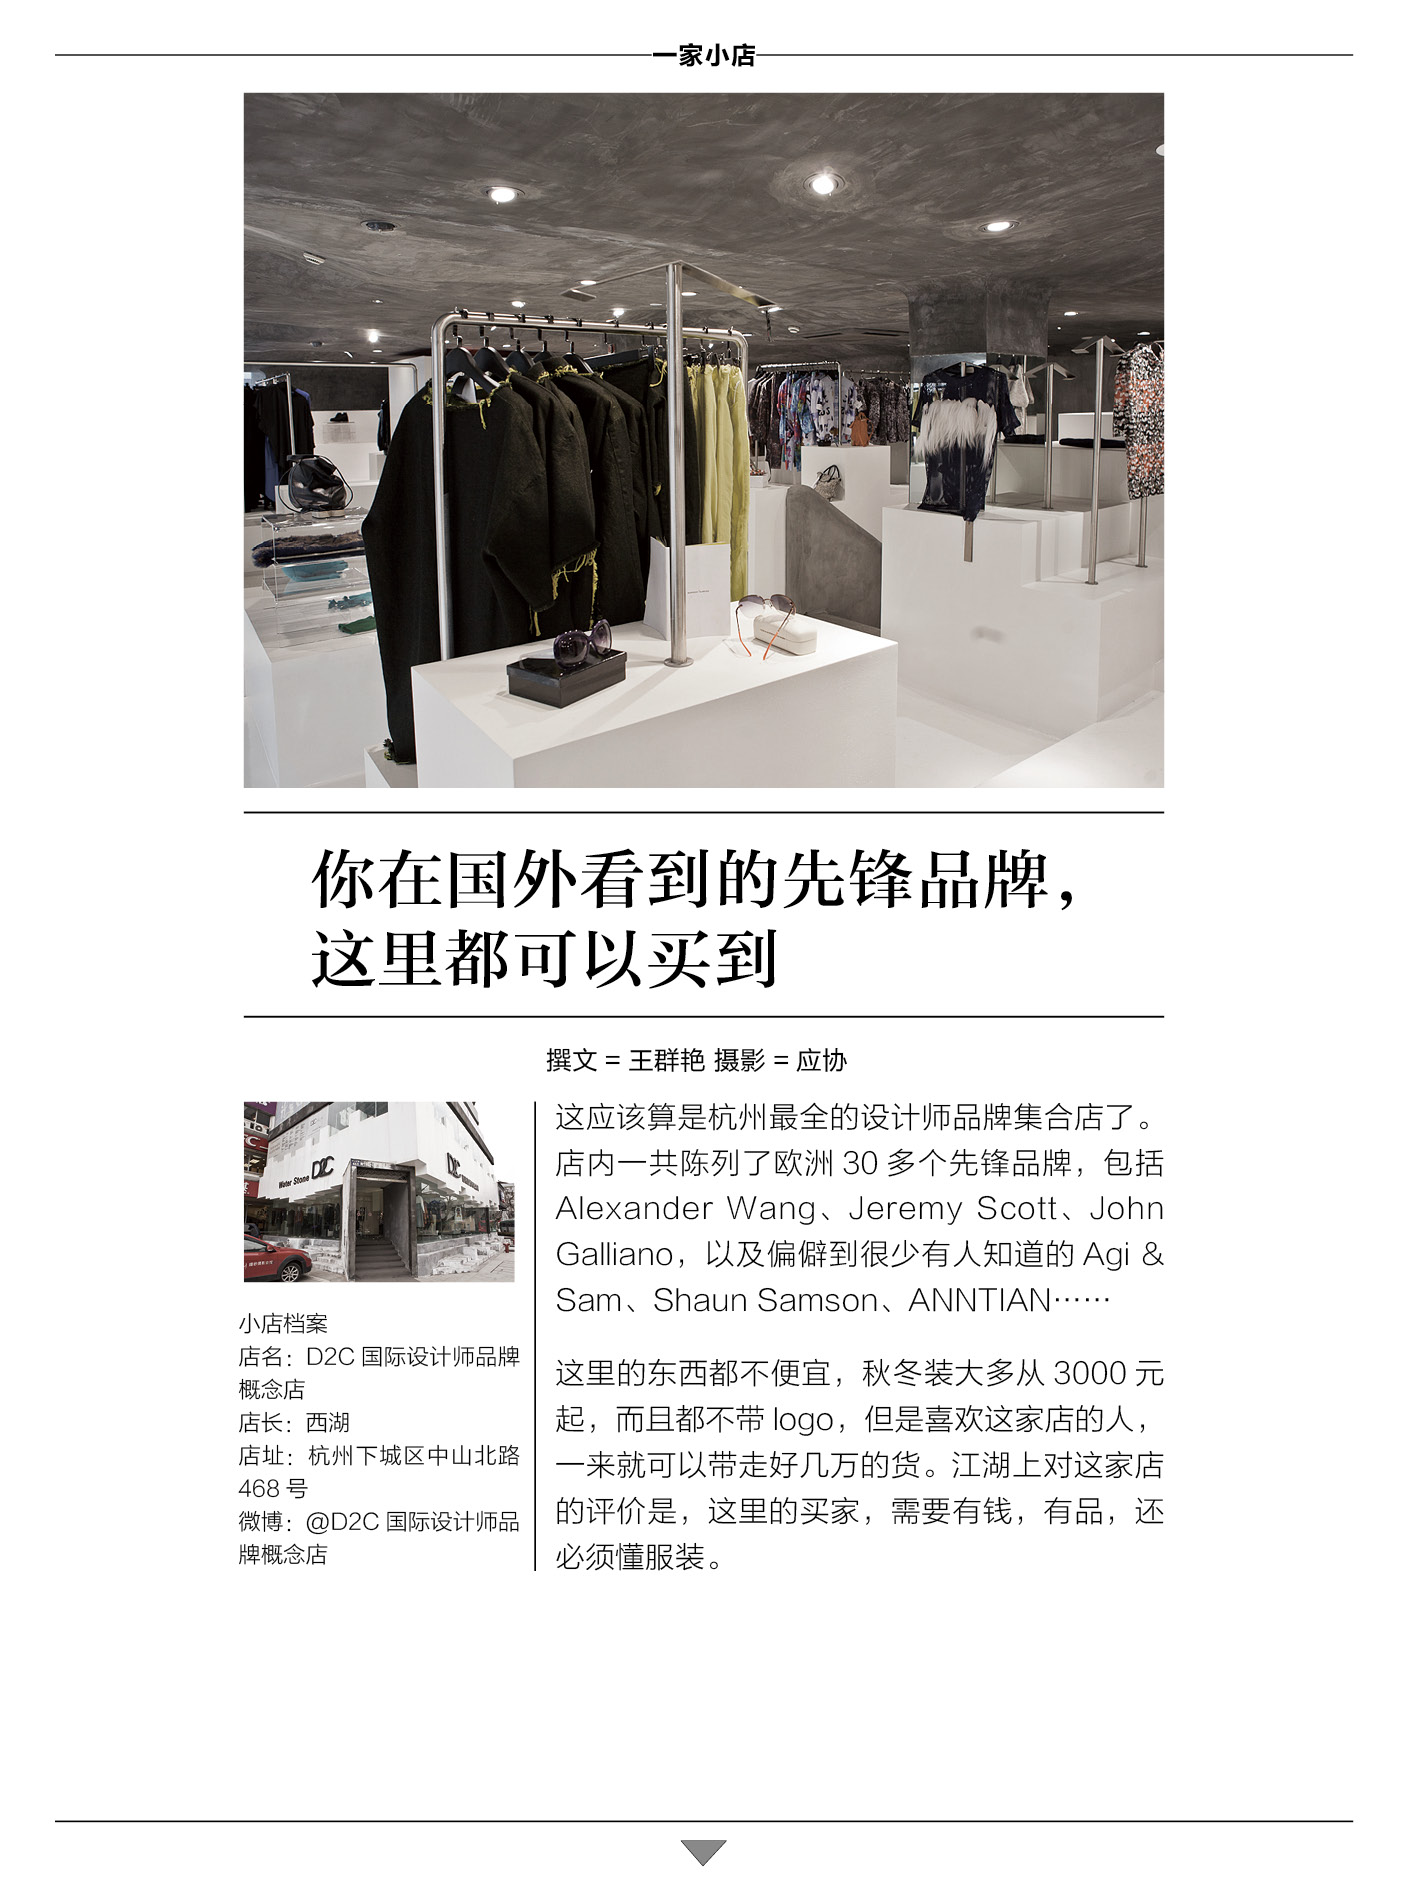 一家小店
你在国外看到的先锋品牌，
这里都可以买到
撰文 = 王群艳 摄影 = 应协
Water Stone D2C
D2C
小店档案
店名：D2C 国际设计师品牌
概念店
店长：西湖
店址：杭州下城区中山北路
468 号
微博：@D2C 国际设计师品
牌概念店
这应该算是杭州最全的设计师品牌集合店了。
店内一共陈列了欧洲 30 多个先锋品牌，包括
Alexander Wang、Jeremy Scott、John
Galliano，以及偏僻到很少有人知道的 Agi &
Sam、Shaun Samson、ANNTIAN……
这里的东西都不便宜，秋冬装大多从 3000 元
起，而且都不带 logo，但是喜欢这家店的人，
一来就可以带走好几万的货。江湖上对这家店
的评价是，这里的买家，需要有钱，有品，还
必须懂服装。